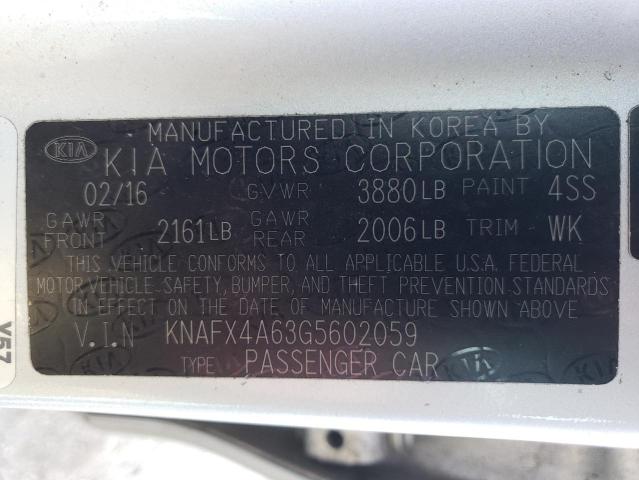 MANUFACTURED IN KOREA BY
KIA KIA MOTORS CORPORATION
02/16 GVWR 3880LB PAINT 4SS
GAWR FRONT 2161LB GAWR REAR 2006LB TRIM WK
THIS VEHICLE CONFORMS TO ALL APPLICABLE U.S.A. FEDERAL
MOTOR VEHICLE SAFETY, BUMPER, AND THEFT PREVENTION STANDARDS
IN EFFECT ON THE DATE OF MANUFACTURE SHOWN ABOVE
V.I.N KNAFX4A63G5602059
TYPE PASSENGER CAR
KIA